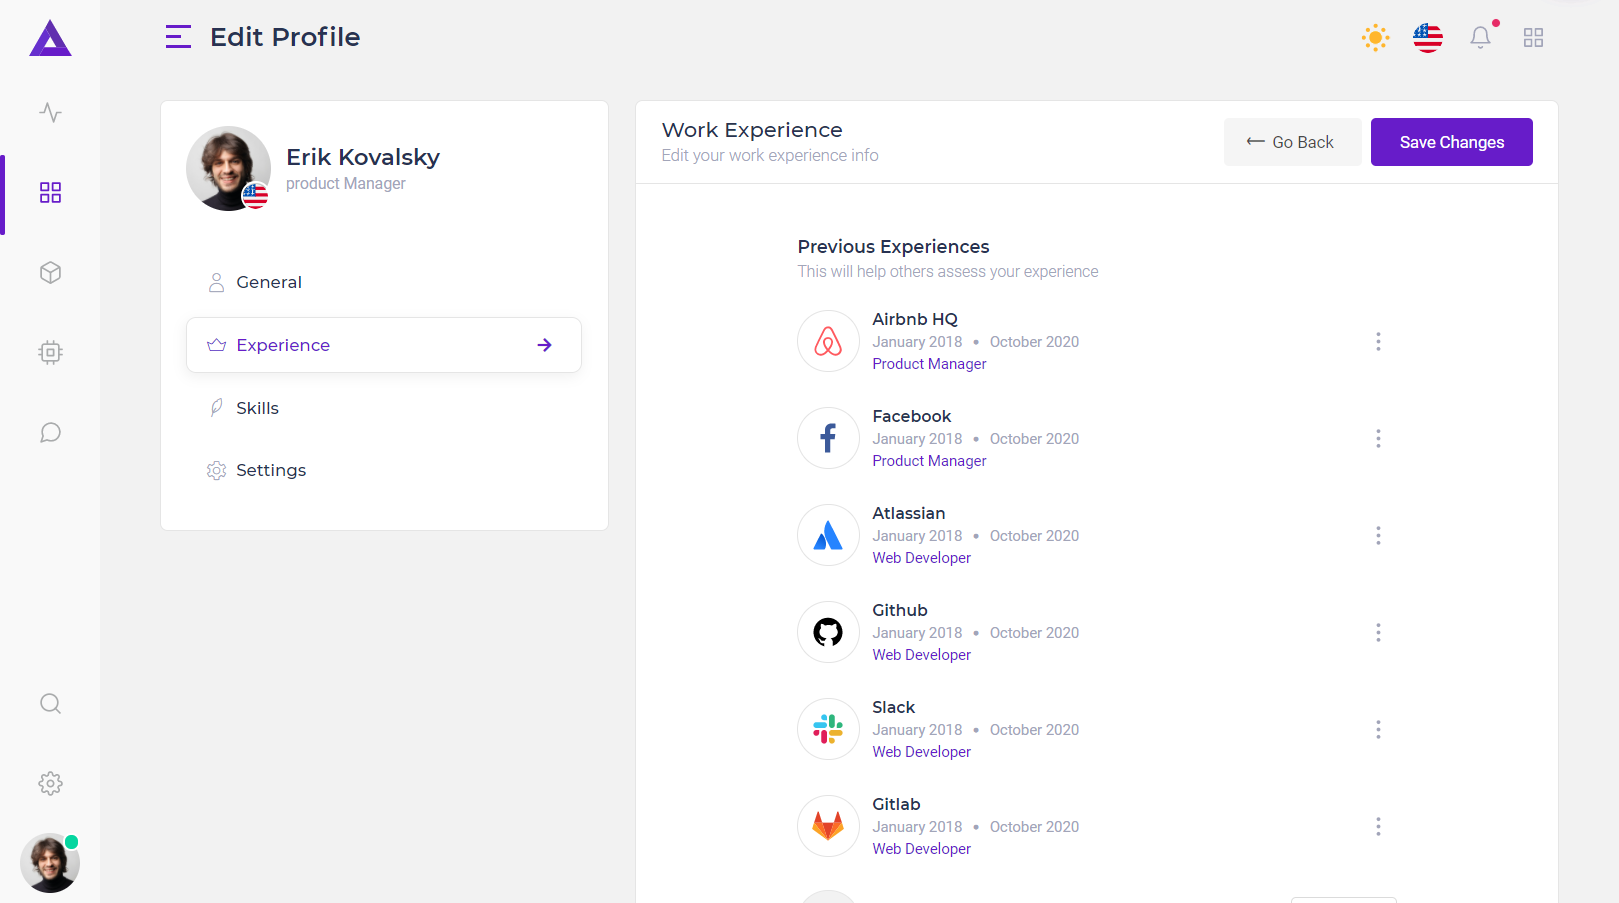 Edit Profile
Erik Kovalsky
product Manager
General
Experience
Skills
Settings
Work Experience
Edit your work experience info
Go Back
Save Changes
Previous Experiences
This will help others assess your experience
Airbnb HQ
January 2018 • October 2020
Product Manager
Facebook
January 2018 • October 2020
Product Manager
Atlassian
January 2018 • October 2020
Web Developer
Github
January 2018 • October 2020
Web Developer
Slack
January 2018 • October 2020
Web Developer
Gitlab
January 2018 • October 2020
Web Developer